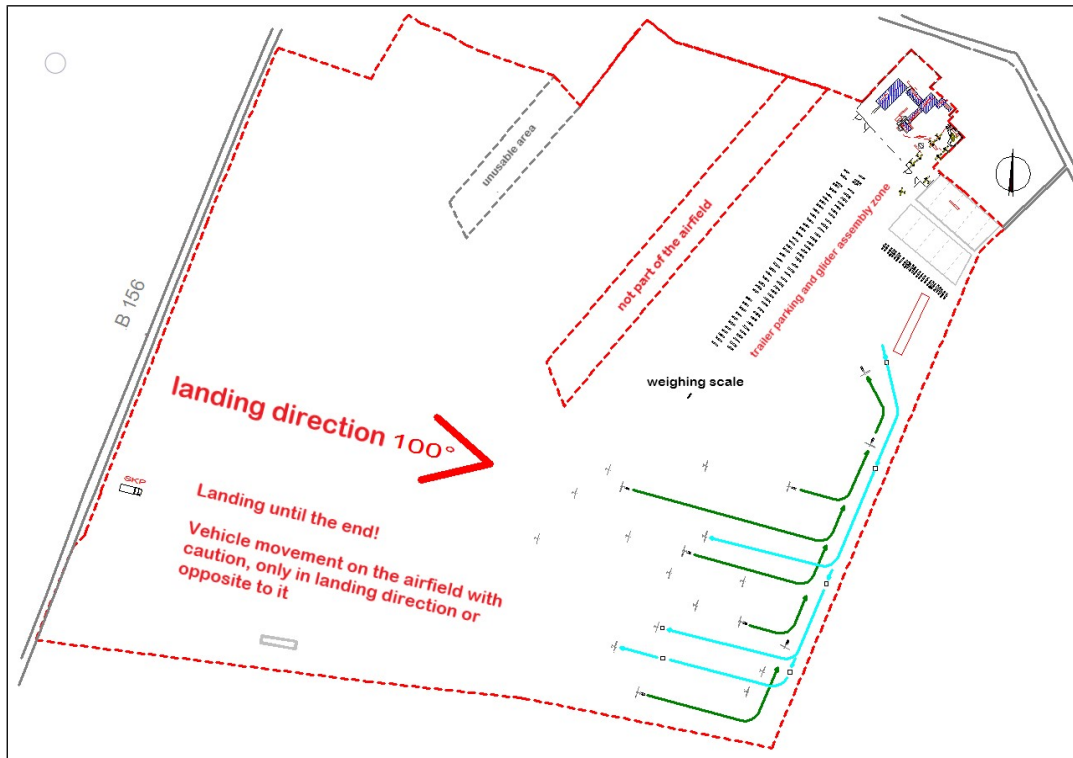 unusable area
not part of the airfield
trailer parking and glider assembly zone
B 156
weighing scale
landing direction 100°
SKP
Landing until the end!
Vehicle movement on the airfield with
caution, only in landing direction or
opposite to it